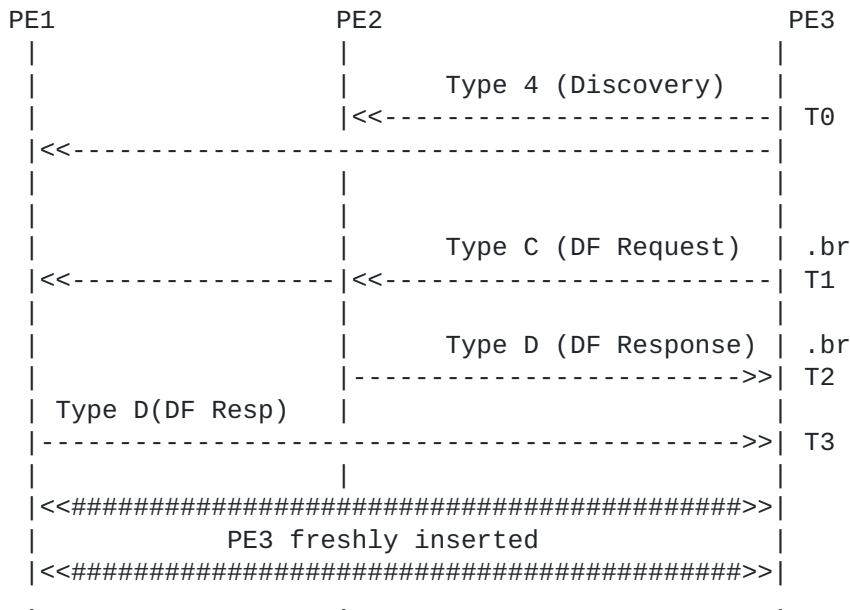 PE1                  PE2                          PE3
 |                    |                            |
 |                    |      Type 4 (Discovery)    |
 |                    |<<-------------------------| T0
 |<<----------------------------------------------|
 |                    |                            |
 |                    |                            |
 |                    |      Type C (DF Request)   | .br
 |<<-----------------|<<-------------------------| T1
 |                    |                            |
 |                    |      Type D (DF Response)  | .br
 |                    |------------------------->>| T2
 | Type D(DF Resp)    |                            |
 |---------------------------------------------->>| T3
 |                    |                            |
 |<<###########################################>>|
 |            PE3 freshly inserted                 |
 |<<###########################################>>|